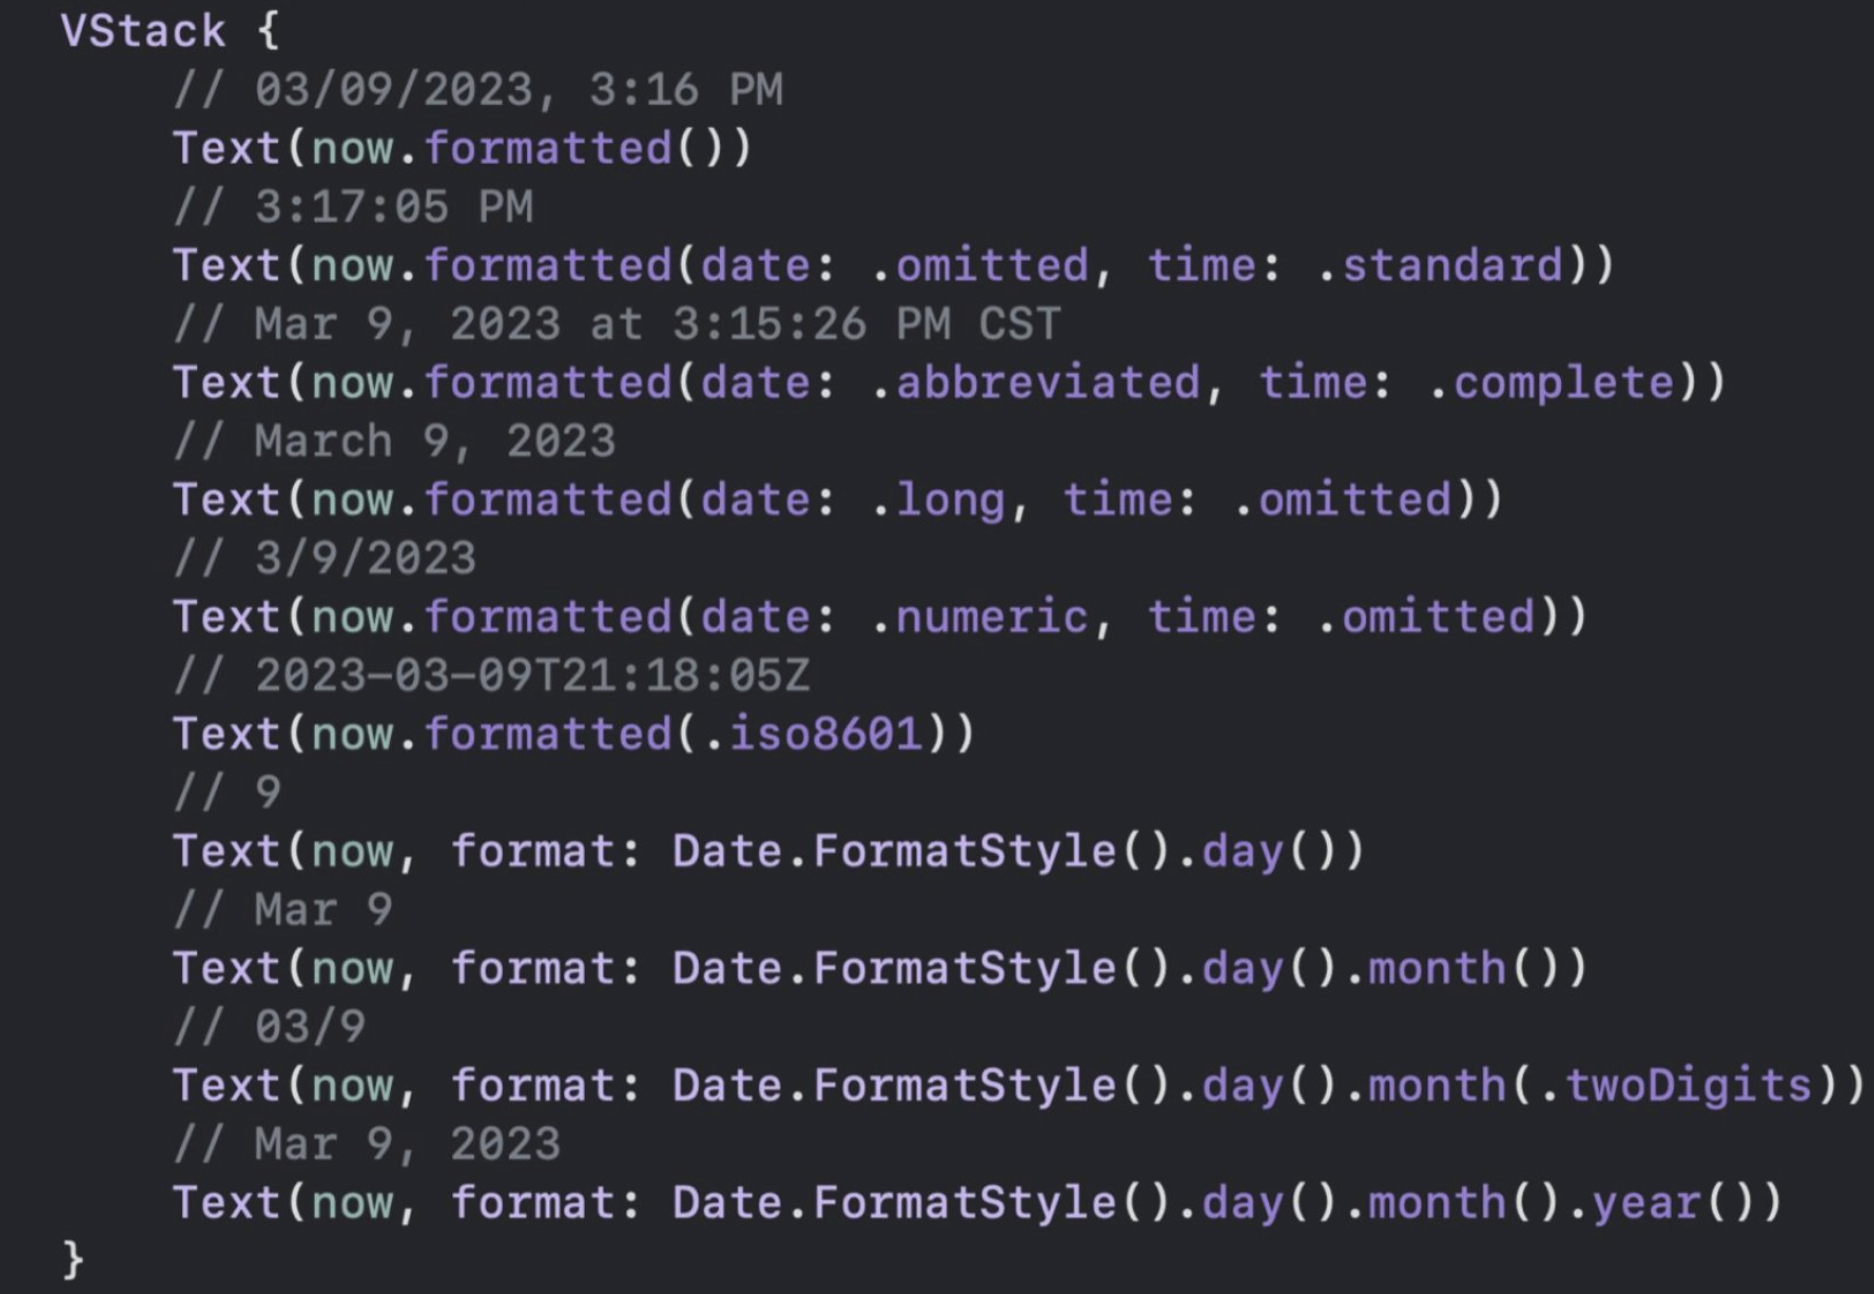 VStack {
// 03/09/2023, 3:16 PM
Text(now.formatted())
// 3:17:05 PM
Text(now.formatted(date: .omitted, time: .standard))
// Mar 9, 2023 at 3:15:26 PM CST
Text(now.formatted(date: .abbreviated, time: .complete))
// March 9, 2023
Text(now.formatted(date: .long, time: .omitted))
// 3/9/2023
Text(now.formatted(date: .numeric, time: .omitted))
// 2023-03-09T21:18:05Z
Text(now.formatted(.iso8601))
// 9
Text(now, format: Date.FormatStyle().day())
// Mar 9
Text(now, format: Date.FormatStyle().day().month())
// 03/9
Text(now, format: Date.FormatStyle().day().month(.twoDigits))
// Mar 9, 2023
Text(now, format: Date.FormatStyle().day().month().year())
}